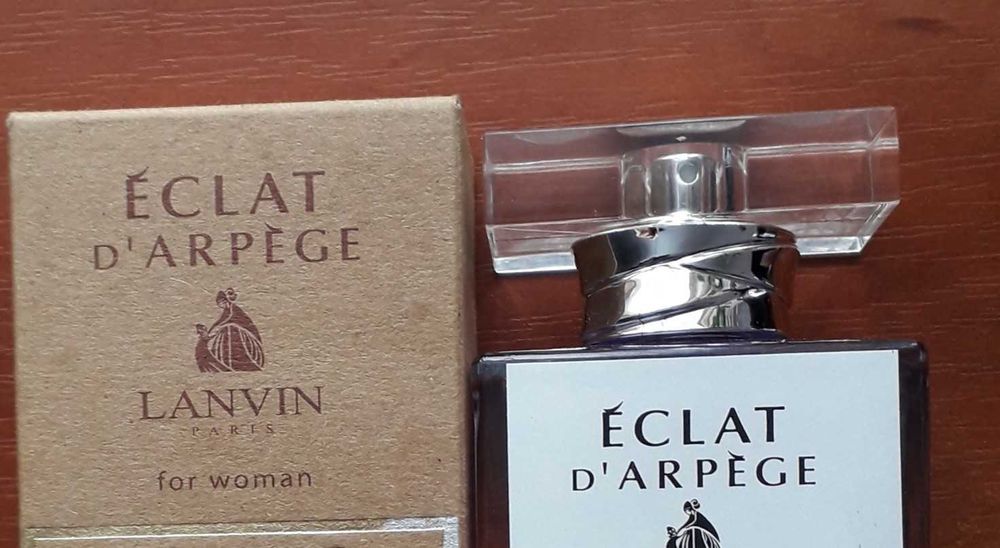 ÉCLAT
D'ARPÈGE
LANVIN
PARIS
for woman
ÉCLAT
D'ARPÈGE